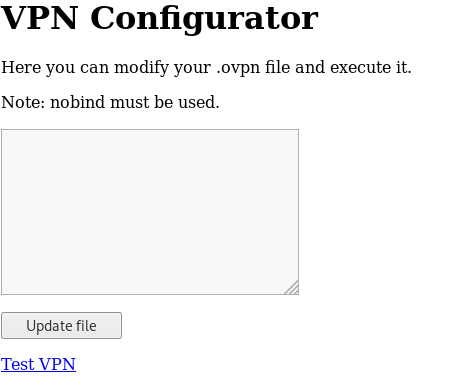 VPN Configurator
Here you can modify your .ovpn file and execute it.
Note: nobind must be used.
Update file
Test VPN